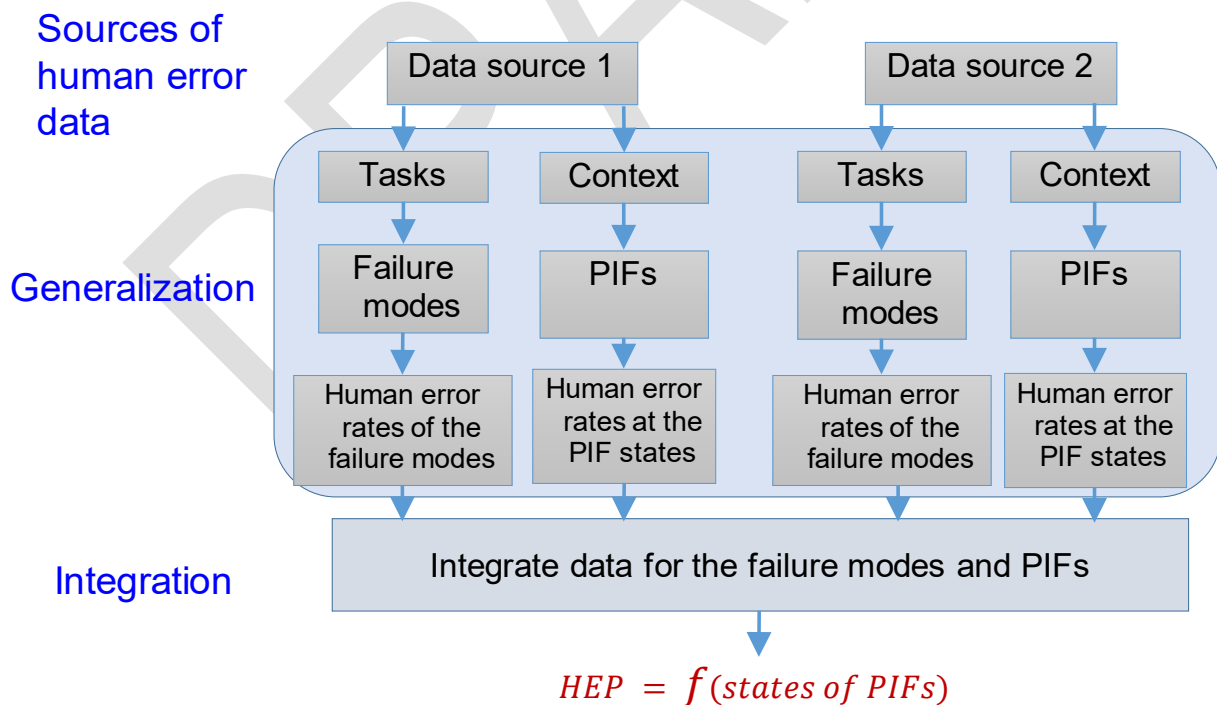 Sources of
human error
data
Data source 1
Data source 2
Tasks
Context
Tasks
Context
Generalization
Failure
modes
PIFs
Failure
modes
PIFs
Human error
rates of the
failure modes
Human error
rates at the
PIF states
Human error
rates of the
failure modes
Human error
rates at the
PIF states
Integration
Integrate data for the failure modes and PIFs
HEP = f(states of PIFs)